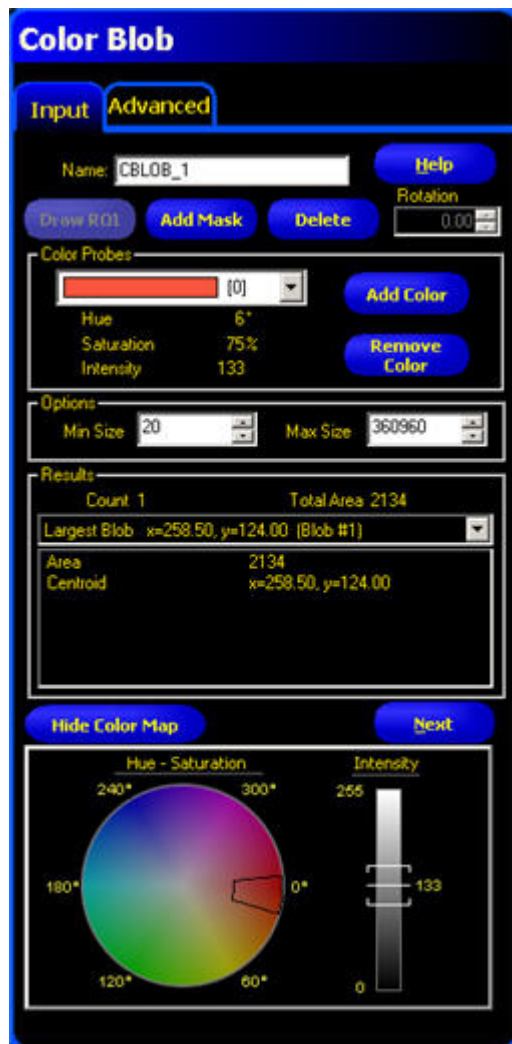 Color Blob
Input Advanced
Name: CBLOB_1 Help
Draw ROI Add Mask Delete Rotation 0.00
Color Probes
[0] Add Color
Hue 6°
Saturation 75% Remove Color
Intensity 133
Options
Min Size 20 Max Size 360960
Results
Count 1 Total Area 2134
Largest Blob x=258.50, y=124.00 (Blob #1)
Area 2134
Centroid x=258.50, y=124.00
Hide Color Map Next
Hue - Saturation Intensity
240° 300° 255
180° 0° 133
120° 60° 0